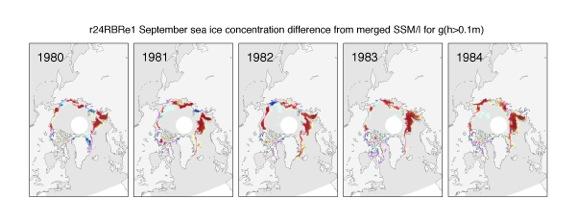 r24RBRe1 September sea ice concentration difference from merged SSM/I for g(h>0.1m)
1980 1981 1982 1983 1984